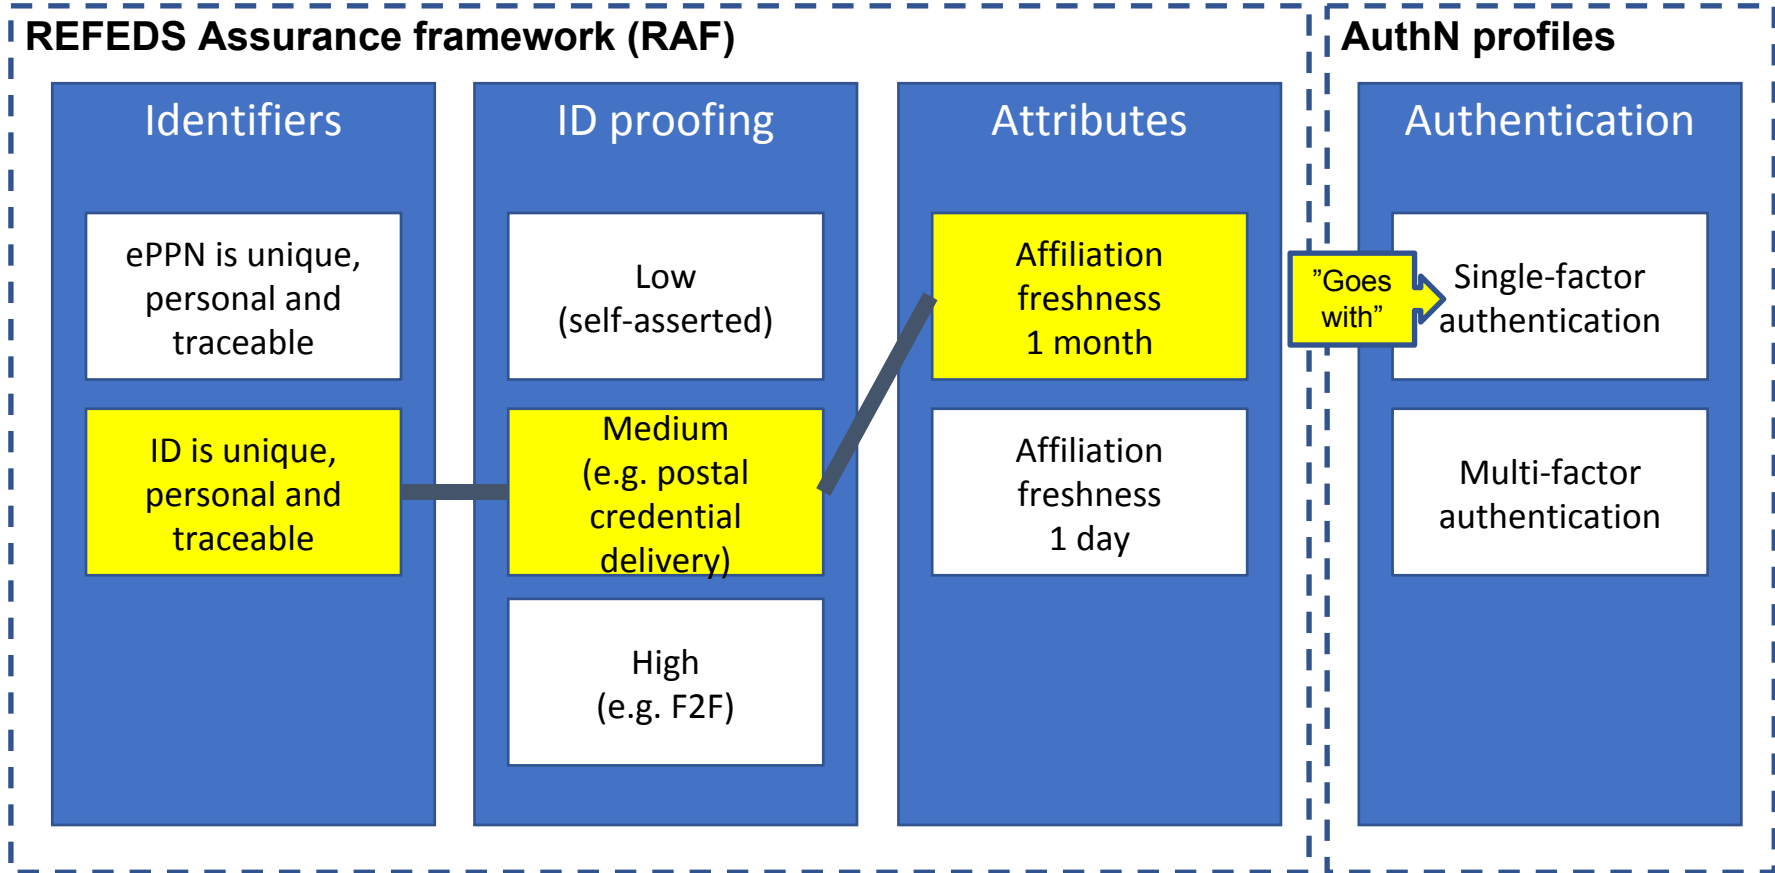 REFEDS Assurance framework (RAF)
AuthN profiles
Identifiers
ePPN is unique,
personal and
traceable
ID is unique,
personal and
traceable
ID proofing
Low
(self-asserted)
Medium
(e.g. postal
credential
delivery)
High
(e.g. F2F)
Attributes
Affiliation
freshness
1 month
Affiliation
freshness
1 day
”Goes
with”
Authentication
Single-factor
authentication
Multi-factor
authentication